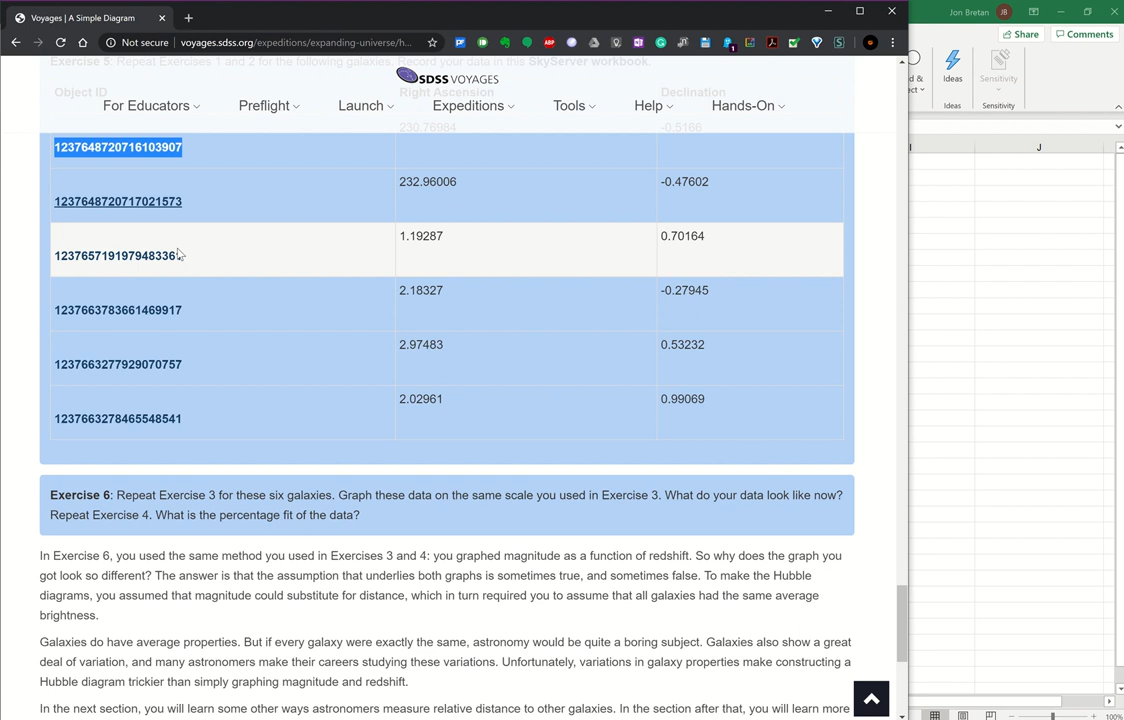 Voyages | A Simple Diagram
Jon Bretan JB
Not secure | voyages.sdss.org/expeditions/expanding-universe/h...
Share Comments
Exercise 5: Repeat Exercises 1 and 2 for the following galaxies. Record your data in this SkyServer workbook.
SDSS VOYAGES
Object ID Right Ascension Declination
For Educators Preflight Launch Expeditions Tools Help Hands-On
Ideas Sensitivity
Ideas Sensitivity
230.76984 -0.5166
1237648720716103907
J
232.96006 -0.47602
1237648720717021573
1.19287 0.70164
123765719197948336
2.18327 -0.27945
1237663783661469917
2.97483 0.53232
1237663277929070757
2.02961 0.99069
1237663278465548541
Exercise 6: Repeat Exercise 3 for these six galaxies. Graph these data on the same scale you used in Exercise 3. What do your data look like now?
Repeat Exercise 4. What is the percentage fit of the data?
In Exercise 6, you used the same method you used in Exercises 3 and 4: you graphed magnitude as a function of redshift. So why does the graph you
got look so different? The answer is that the assumption that underlies both graphs is sometimes true, and sometimes false. To make the Hubble
diagrams, you assumed that magnitude could substitute for distance, which in turn required you to assume that all galaxies had the same average
brightness.
Galaxies do have average properties. But if every galaxy were exactly the same, astronomy would be quite a boring subject. Galaxies also show a great
deal of variation, and many astronomers make their careers studying these variations. Unfortunately, variations in galaxy properties make constructing a
Hubble diagram trickier than simply graphing magnitude and redshift.
In the next section, you will learn some other ways astronomers measure relative distance to other galaxies. In the section after that, you will learn more
100%